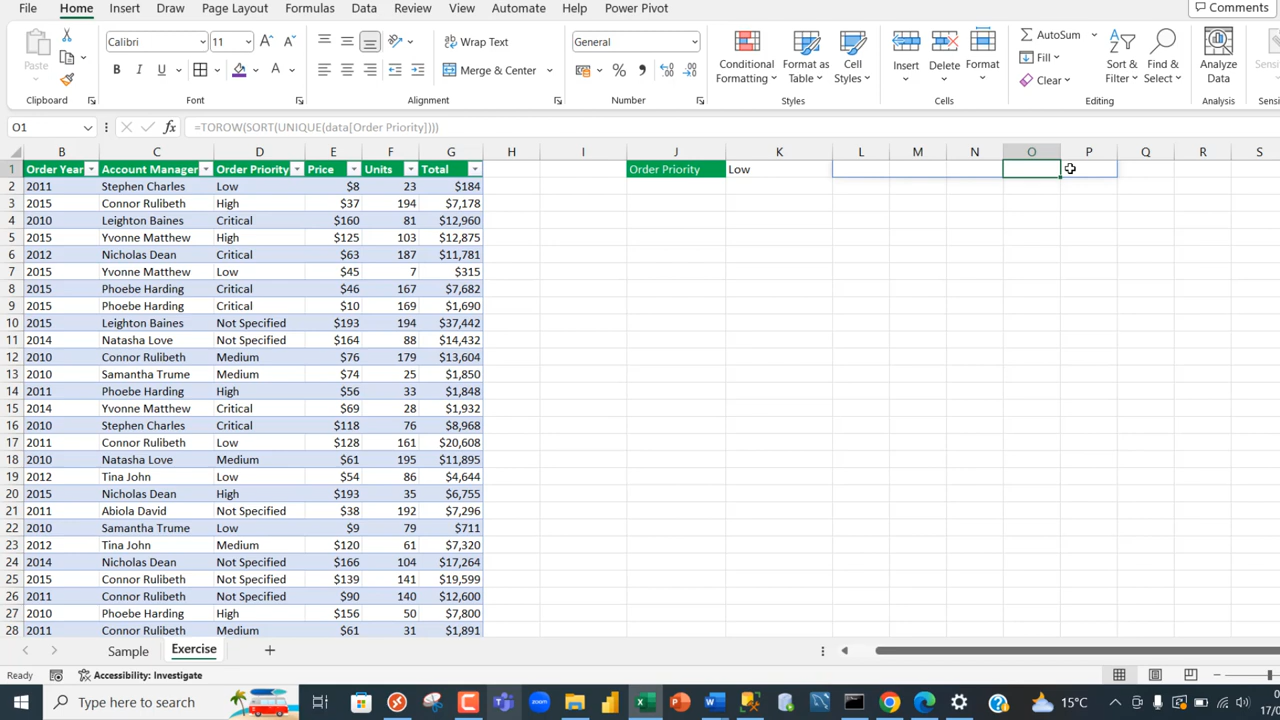 File Home Insert Draw Page Layout Formulas Data Review View Automate Help Power Pivot Comments
Paste Calibri 11 A A Wrap Text General Conditional Formatting Format as Table Cell Styles Insert Delete Format AutoSum Fill Clear Sort & Filter Find & Select Analyze Data
B I U A Merge & Center % 
Clipboard Font Alignment Number Styles Cells Editing Analysis
O1 fx =TOROW(SORT(UNIQUE(data[Order Priority])))
B C D E F G H I J K L M N O P Q R S
1 Order Year Account Manager Order Priority Price Units Total Order Priority Low
2 2011 Stephen Charles Low $8 23 $184
3 2015 Connor Rulibeth High $37 194 $7,178
4 2010 Leighton Baines Critical $160 81 $12,960
5 2015 Yvonne Matthew High $125 103 $12,875
6 2012 Nicholas Dean Critical $63 187 $11,781
7 2015 Yvonne Matthew Low $45 7 $315
8 2015 Phoebe Harding Critical $46 167 $7,682
9 2015 Phoebe Harding Critical $10 169 $1,690
10 2015 Leighton Baines Not Specified $193 194 $37,442
11 2014 Natasha Love Not Specified $164 88 $14,432
12 2010 Connor Rulibeth Medium $76 179 $13,604
13 2010 Samantha Trume Medium $74 25 $1,850
14 2011 Phoebe Harding High $56 33 $1,848
15 2014 Yvonne Matthew Critical $69 28 $1,932
16 2010 Stephen Charles Critical $118 76 $8,968
17 2011 Connor Rulibeth Low $128 161 $20,608
18 2010 Natasha Love Medium $61 195 $11,895
19 2012 Tina John Low $54 86 $4,644
20 2015 Nicholas Dean High $193 35 $6,755
21 2011 Abiola David Not Specified $38 192 $7,296
22 2010 Samantha Trume Low $9 79 $711
23 2012 Tina John Medium $120 61 $7,320
24 2014 Nicholas Dean Not Specified $166 104 $17,264
25 2015 Connor Rulibeth Not Specified $139 141 $19,599
26 2011 Connor Rulibeth Not Specified $90 140 $12,600
27 2010 Phoebe Harding High $156 50 $7,800
28 2011 Connor Rulibeth Medium $61 31 $1,891
Sample Exercise
Ready Accessibility: Investigate
Type here to search 15°C